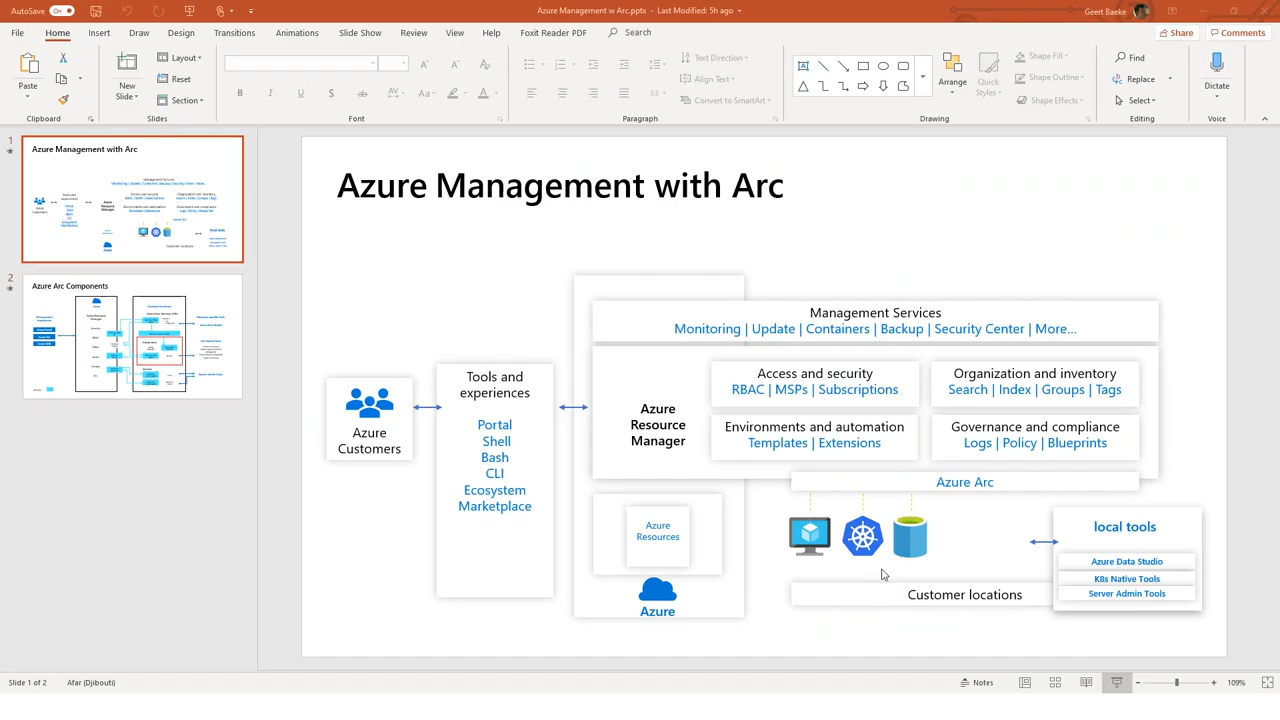 AutoSave On
Azure Management w Arc.pptx - Last Modified: 5h ago
Geert Baeke
File Home Insert Draw Design Transitions Animations Slide Show Review View Help Foxit Reader PDF Search
Share Comments
Paste
Clipboard
New
Slide
Layout
Reset
Section
Slides
Font
Text Direction
Align Text
Convert to SmartArt
Paragraph
Arrange
Quick
Styles
Shape Fill
Shape Outline
Shape Effects
Drawing
Find
Replace
Select
Editing
Dictate
Voice
1
Azure Management with Arc
2
Azure Arc Components
Azure Management with Arc
Azure
Customers
Tools and
experiences
Portal
Shell
Bash
CLI
Ecosystem
Marketplace
Management Services
Monitoring | Update | Containers | Backup | Security Center | More...
Azure
Resource
Manager
Access and security
RBAC | MSPs | Subscriptions
Organization and inventory
Search | Index | Groups | Tags
Environments and automation
Templates | Extensions
Governance and compliance
Logs | Policy | Blueprints
Azure Arc
Azure
Resources
Azure
Customer locations
local tools
Azure Data Studio
K8s Native Tools
Server Admin Tools
Slide 1 of 2 Afar (Djibouti)
Notes
109%